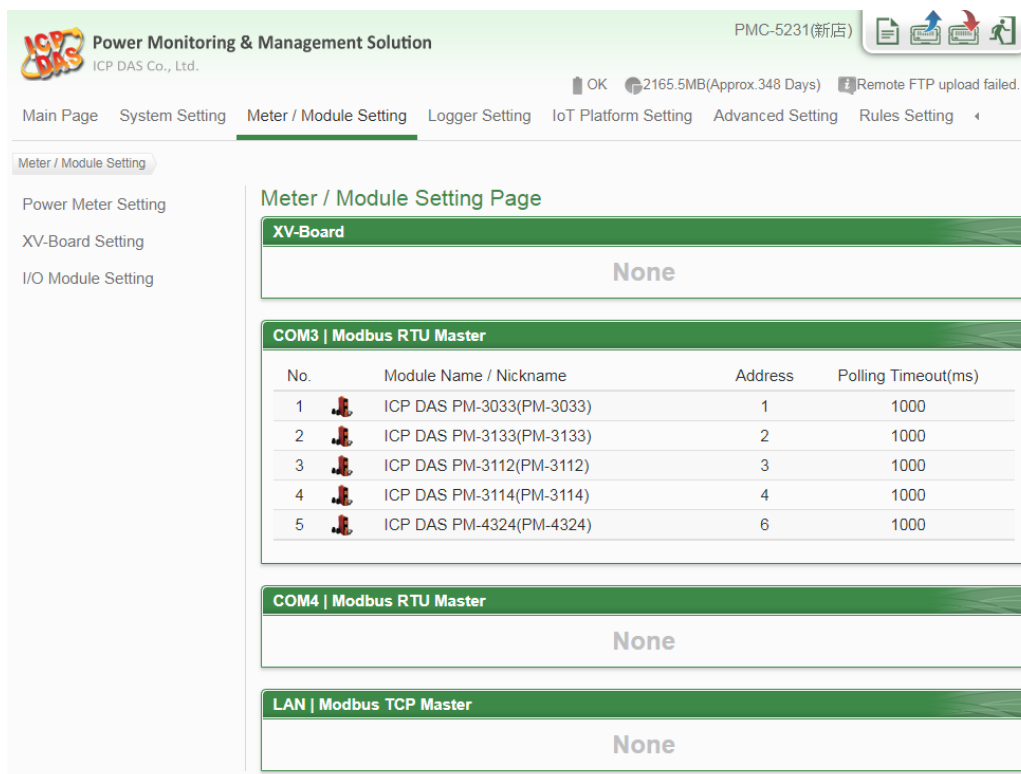 PMC-5231(新店)
ICP DAS
Power Monitoring & Management Solution
ICP DAS Co., Ltd.
OK 2165.5MB(Approx.348 Days) Remote FTP upload failed.
Main Page System Setting Meter / Module Setting Logger Setting IoT Platform Setting Advanced Setting Rules Setting
Meter / Module Setting
Power Meter Setting
XV-Board Setting
I/O Module Setting
Meter / Module Setting Page
XV-Board
None
COM3 | Modbus RTU Master
No. Module Name / Nickname Address Polling Timeout(ms)
1 ICP DAS PM-3033(PM-3033) 1 1000
2 ICP DAS PM-3133(PM-3133) 2 1000
3 ICP DAS PM-3112(PM-3112) 3 1000
4 ICP DAS PM-3114(PM-3114) 4 1000
5 ICP DAS PM-4324(PM-4324) 6 1000
COM4 | Modbus RTU Master
None
LAN | Modbus TCP Master
None